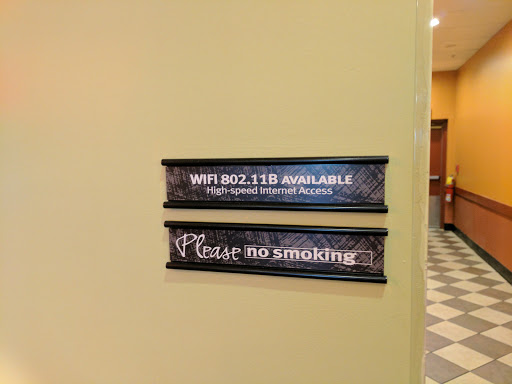 WIFI 802.11B AVAILABLE
High-speed Internet Access
Please no smoking